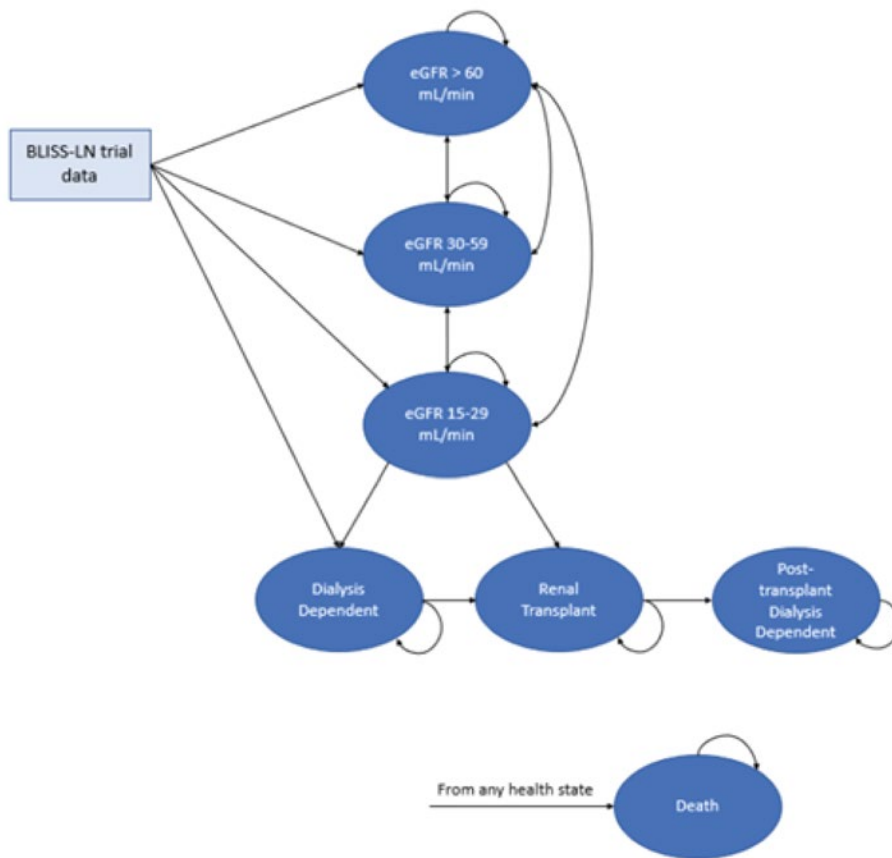 eGFR > 60
mL/min
BLISS-LN trial
data
eGFR 30-59
mL/min
eGFR 15-29
mL/min
Dialysis
Dependent
Renal
Transplant
Post-
transplant
Dialysis
Dependent
From any health state
Death